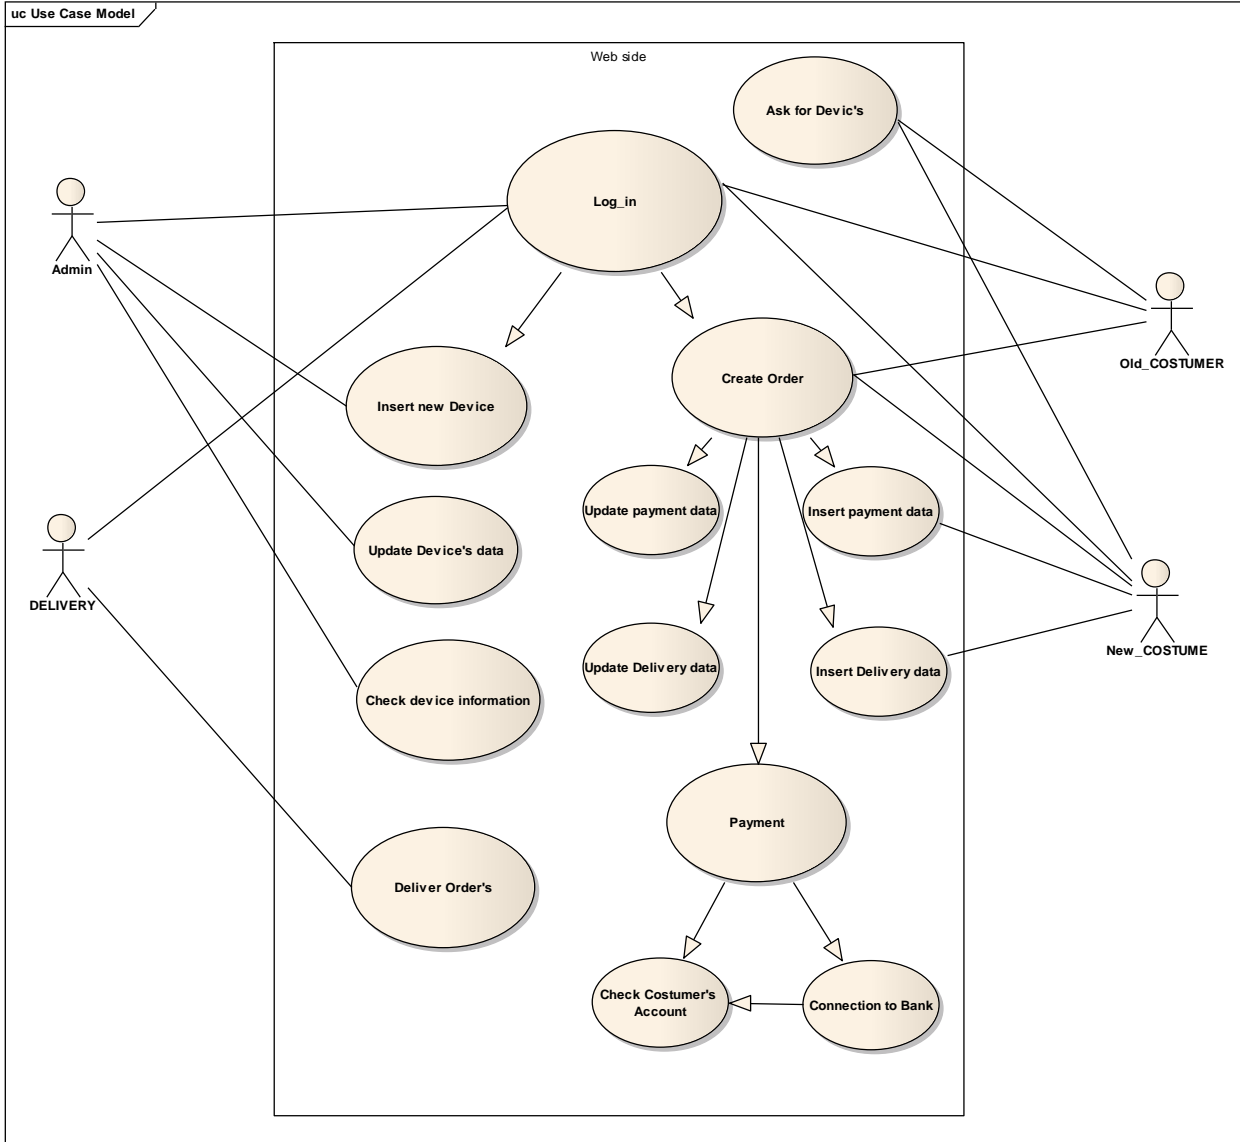 uc Use Case Model
Web side
Ask for Devic's
Log_in
Admin
Old_COSTUMER
Create Order
Insert new Device
Update payment data
Insert payment data
Update Device's data
DELIVERY
New_COSTUME
Update Delivery data
Insert Delivery data
Check device information
Payment
Deliver Order's
Check Costumer's
Account
Connection to Bank